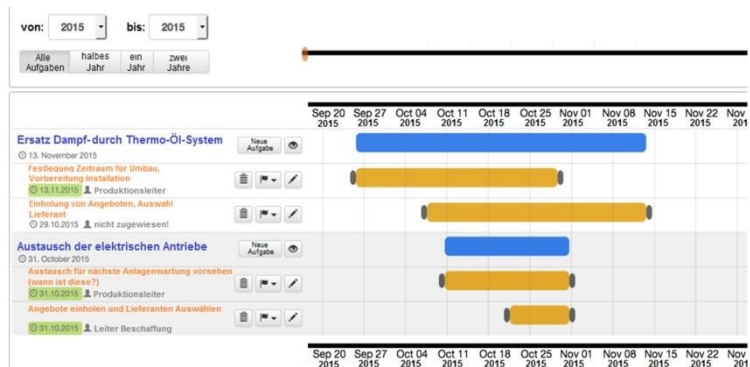 von: 2015 bis: 2015
Alle Aufgaben halbes Jahr ein Jahr zwei Jahre
Sep 20 2015 Sep 27 2015 Oct 04 2015 Oct 11 2015 Oct 18 2015 Oct 25 2015 Nov 01 2015 Nov 08 2015 Nov 15 2015 Nov 22 2015 Nov 201
Ersatz Dampf-durch Thermo-Öl-System
Neue Aufgabe
13. November 2015
Festlegung Zeitraum für Umbau,
Vorbereitung Installation
13.11.2015 Produktionsleiter
Einholung von Angeboten, Auswahl
Lieferant
29.10.2015 nicht zugewiesen!
Austausch der elektrischen Antriebe
Neue Aufgabe
31. October 2015
Austausch für nächste Anlagenwartung vorsehen
(wann ist diese?)
31.10.2015 Produktionsleiter
Angebote einholen und Lieferanten Auswählen
31.10.2015 Leiter Beschaffung
Sep 20 2015 Sep 27 2015 Oct 04 2015 Oct 11 2015 Oct 18 2015 Oct 25 2015 Nov 01 2015 Nov 08 2015 Nov 15 2015 Nov 22 2015 Nov 201